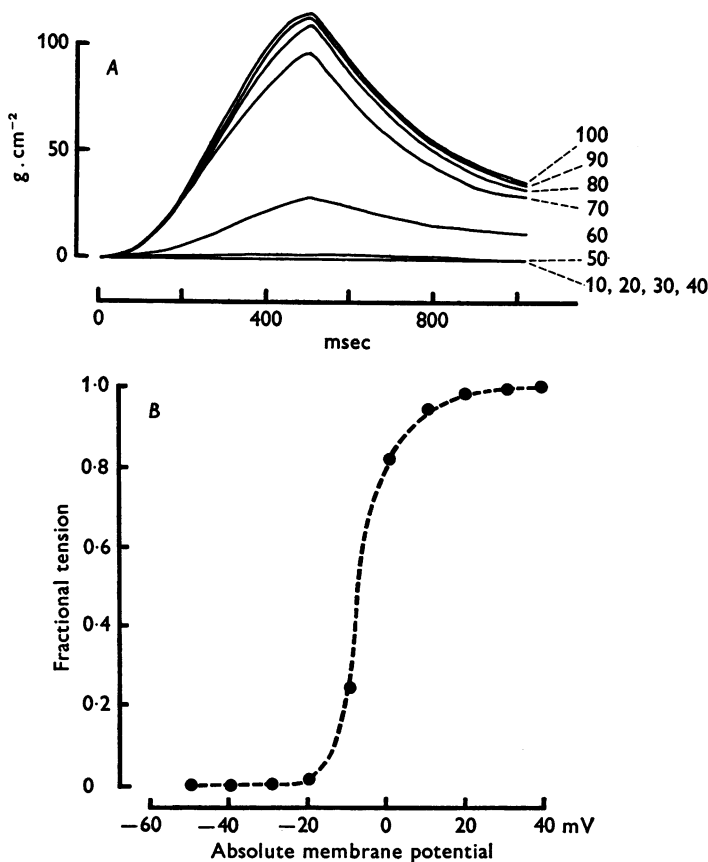 A
g . cm⁻²
100
50
0
100
90
80
70
60
50
10, 20, 30, 40
0
400
800
msec
B
Fractional tension
1·0
0·8
0·6
0·4
0·2
0
−60
−40
−20
0
20
40 mV
Absolute membrane potential